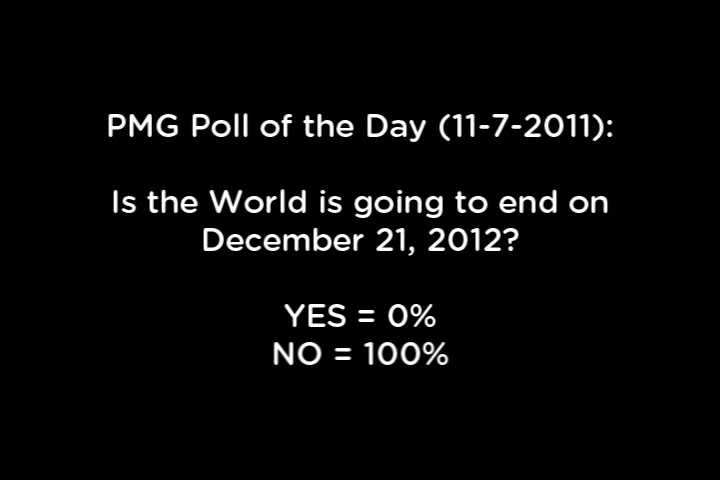 PMG Poll of the Day (11-7-2011):
Is the World is going to end on
December 21, 2012?
YES = 0%
NO = 100%